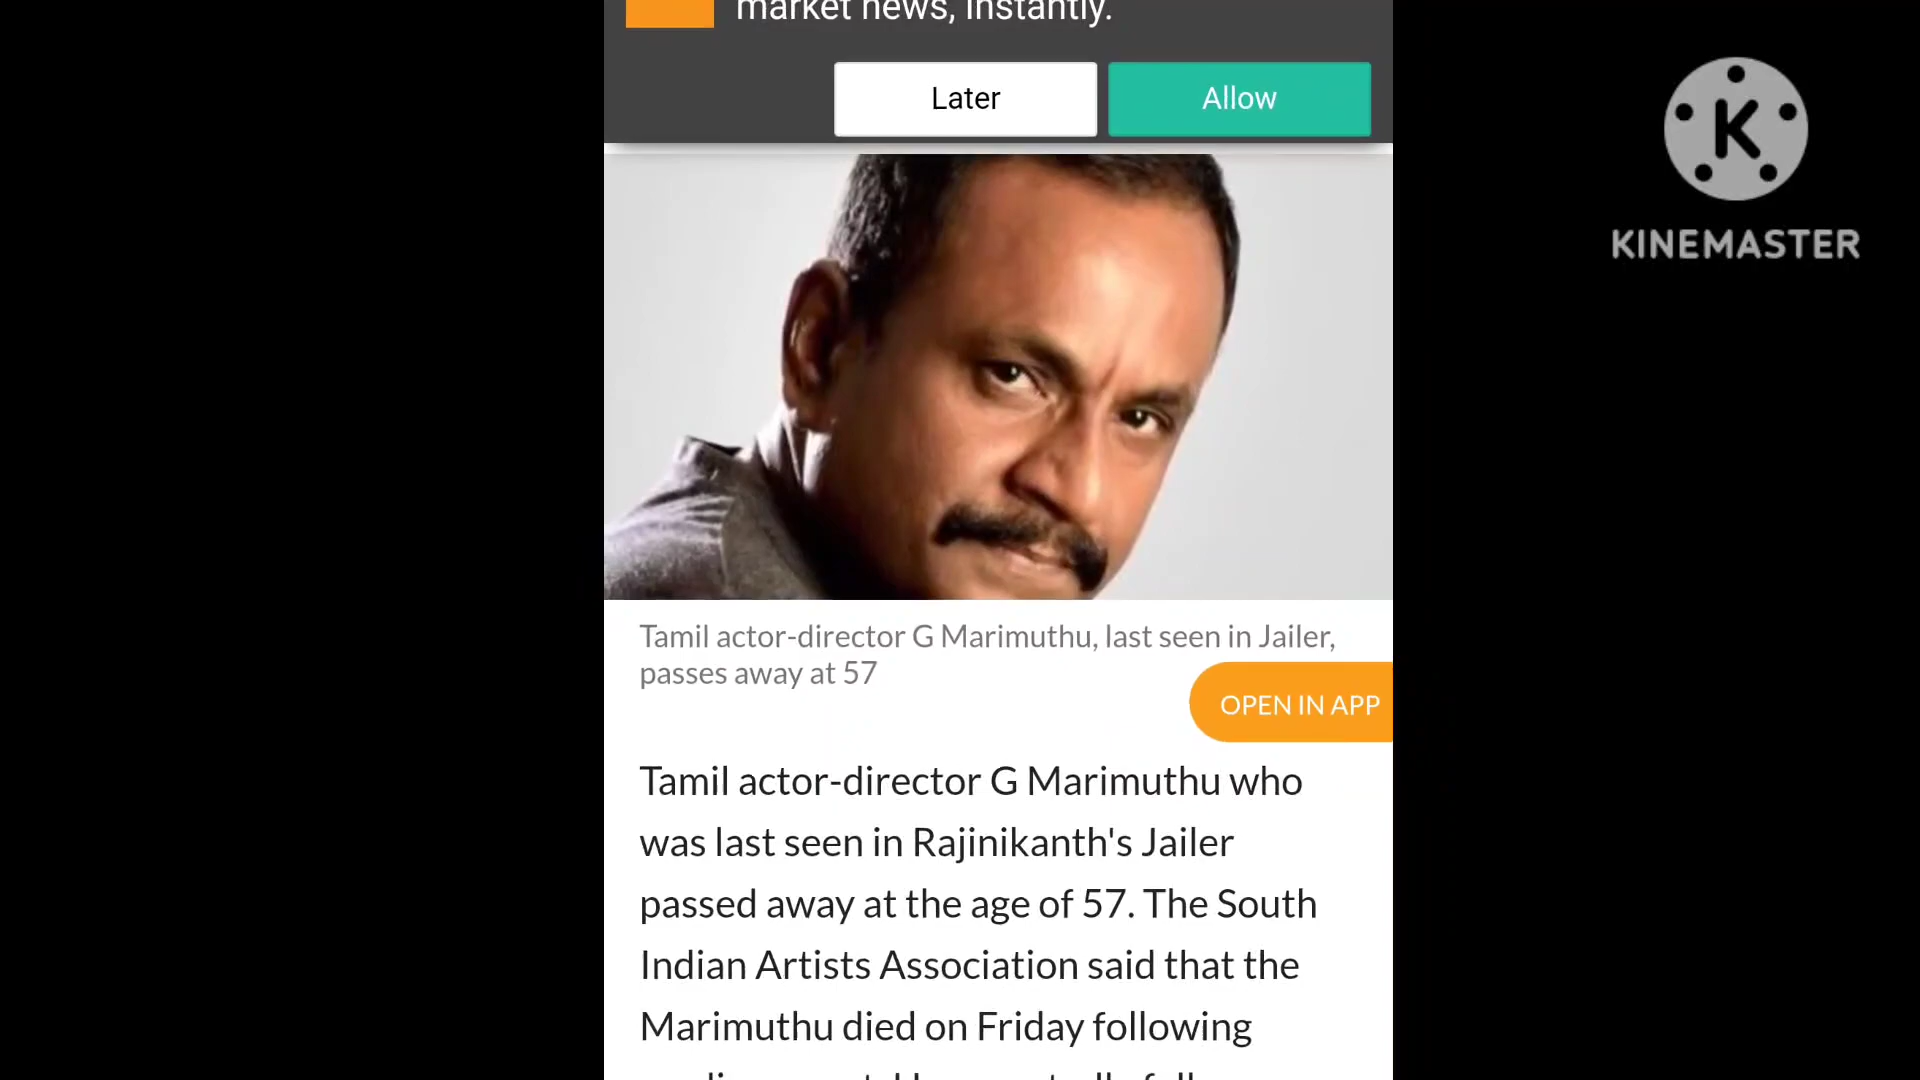 market news, instantly.
Later
Allow
K
KINEMASTER
Tamil actor-director G Marimuthu, last seen in Jailer,
passes away at 57
OPEN IN APP
Tamil actor-director G Marimuthu who
was last seen in Rajinikanth's Jailer
passed away at the age of 57. The South
Indian Artists Association said that the
Marimuthu died on Friday following